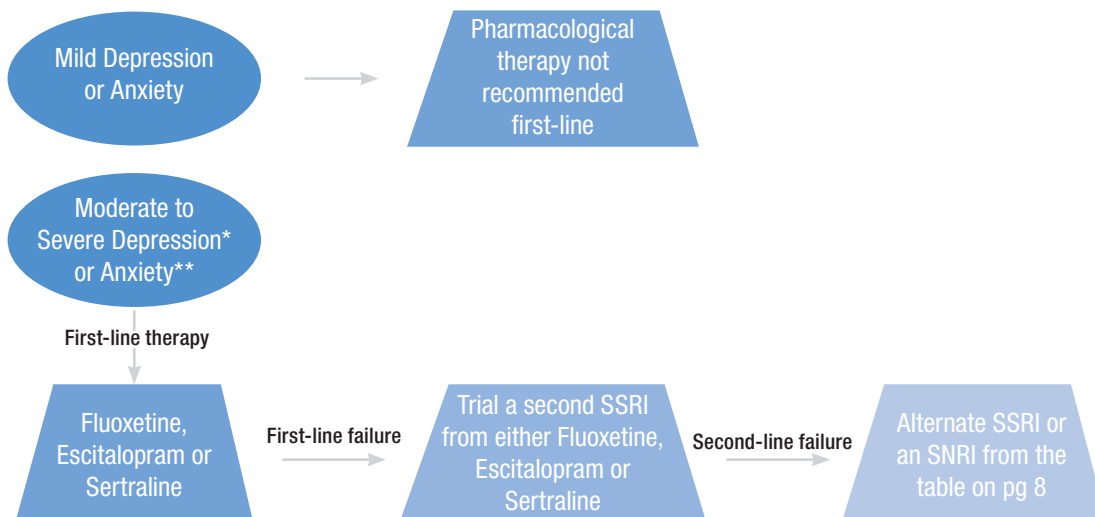 Mild Depression
or Anxiety
Pharmacological
therapy not
recommended
first-line
Moderate to
Severe Depression*
or Anxiety**
First-line therapy
Fluoxetine,
Escitalopram or
Sertraline
First-line failure
Trial a second SSRI
from either Fluoxetine,
Escitalopram or
Sertraline
Second-line failure
Alternate SSRI or
an SNRI from the
table on pg 8